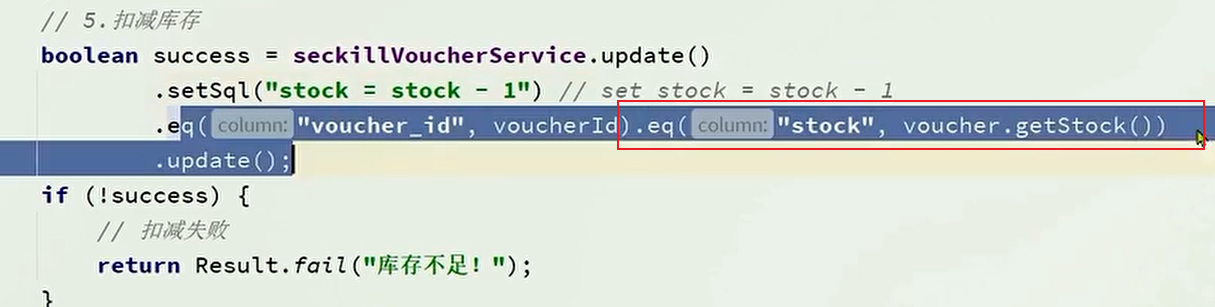 // 5.扣减库存
boolean success = seckillVoucherService.update()
.setSql("stock = stock - 1") // set stock = stock - 1
.eq( column: "voucher_id", voucherId).eq( column: "stock", voucher.getStock())
.update();
if (!success) {
// 扣减失败
return Result.fail("库存不足！");
}